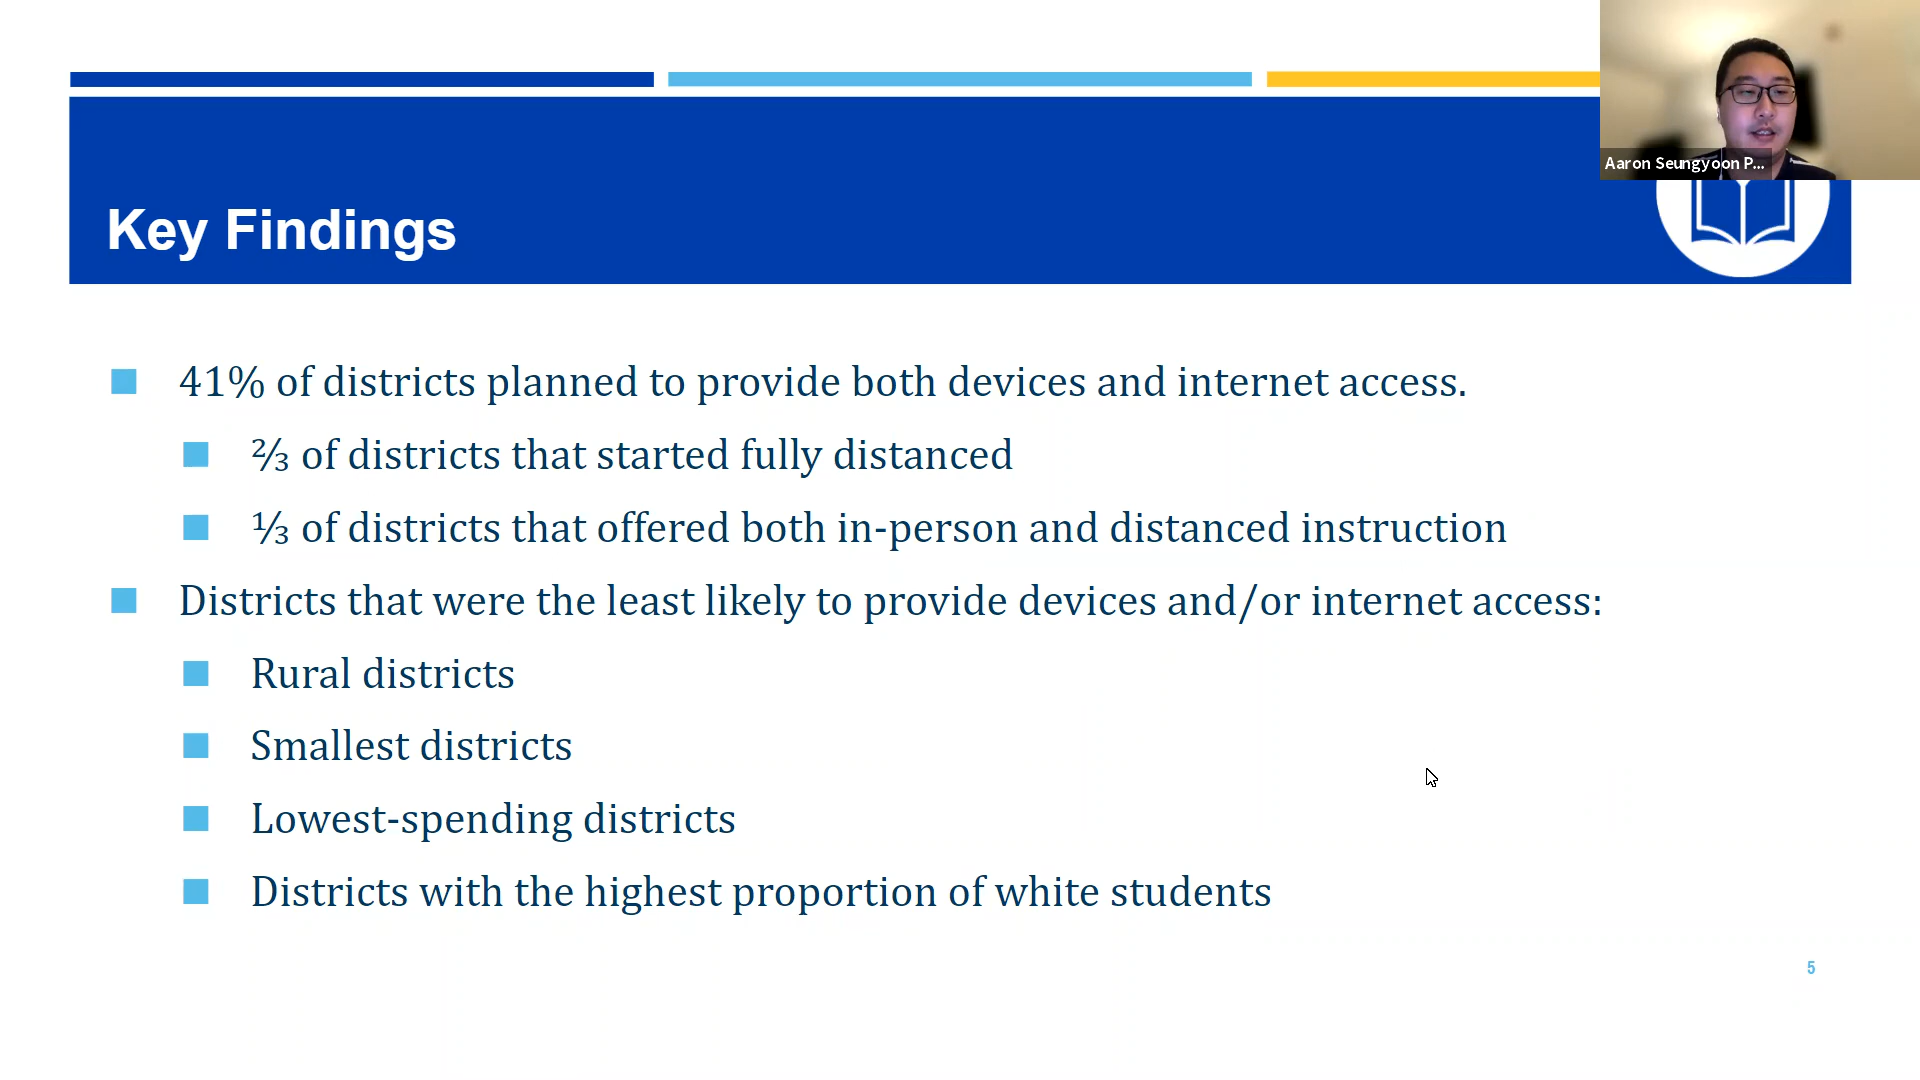 Aaron Seungyoon P...
Key Findings
41% of districts planned to provide both devices and internet access.
⅔ of districts that started fully distanced
⅓ of districts that offered both in-person and distanced instruction
Districts that were the least likely to provide devices and/or internet access:
Rural districts
Smallest districts
Lowest-spending districts
Districts with the highest proportion of white students
5